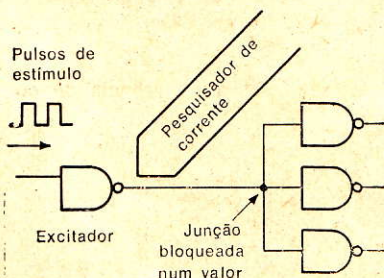 Pulsos de
estímulo
Pesquisador de
corrente
Excitador
Junção
bloqueada
num valor